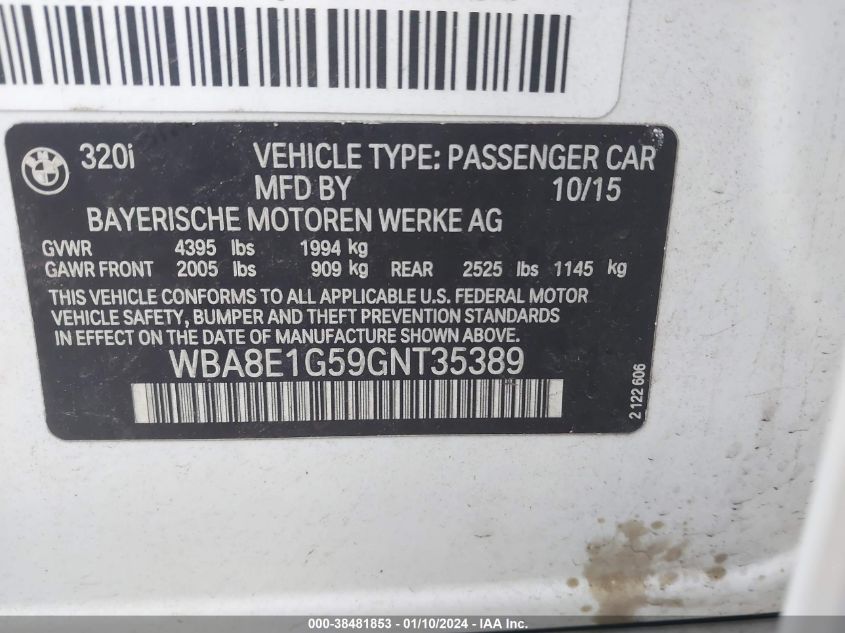 320i VEHICLE TYPE: PASSENGER CAR
MFD BY 10/15
BAYERISCHE MOTOREN WERKE AG
GVWR 4395 lbs 1994 kg
GAWR FRONT 2005 lbs 909 kg REAR 2525 lbs 1145 kg
THIS VEHICLE CONFORMS TO ALL APPLICABLE U.S. FEDERAL MOTOR
VEHICLE SAFETY, BUMPER AND THEFT PREVENTION STANDARDS
IN EFFECT ON THE DATE OF MANUFACTURE SHOWN ABOVE.
WBA8E1G59GNT35389
2 122 606
000-38481853 - 01/10/2024 - IAA Inc.